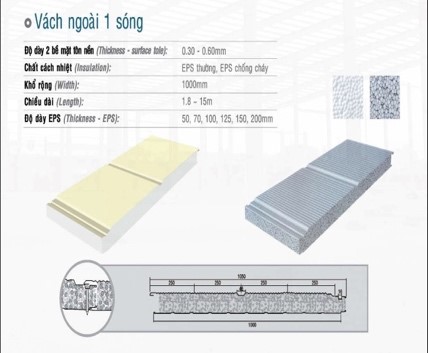 Vách ngoài 1 sóng
Độ dày 2 bề mặt tôn nền (Thickness - surface tole): 0.30 - 0.60mm
Chất cách nhiệt (Insulation): EPS thường, EPS chống cháy
Khổ rộng (Width): 1000mm
Chiều dài (Length): 1.8 - 15m
Độ dày EPS (Thickness - EPS): 50, 70, 100, 125, 150, 200mm
1050
250 250 250 250
1000